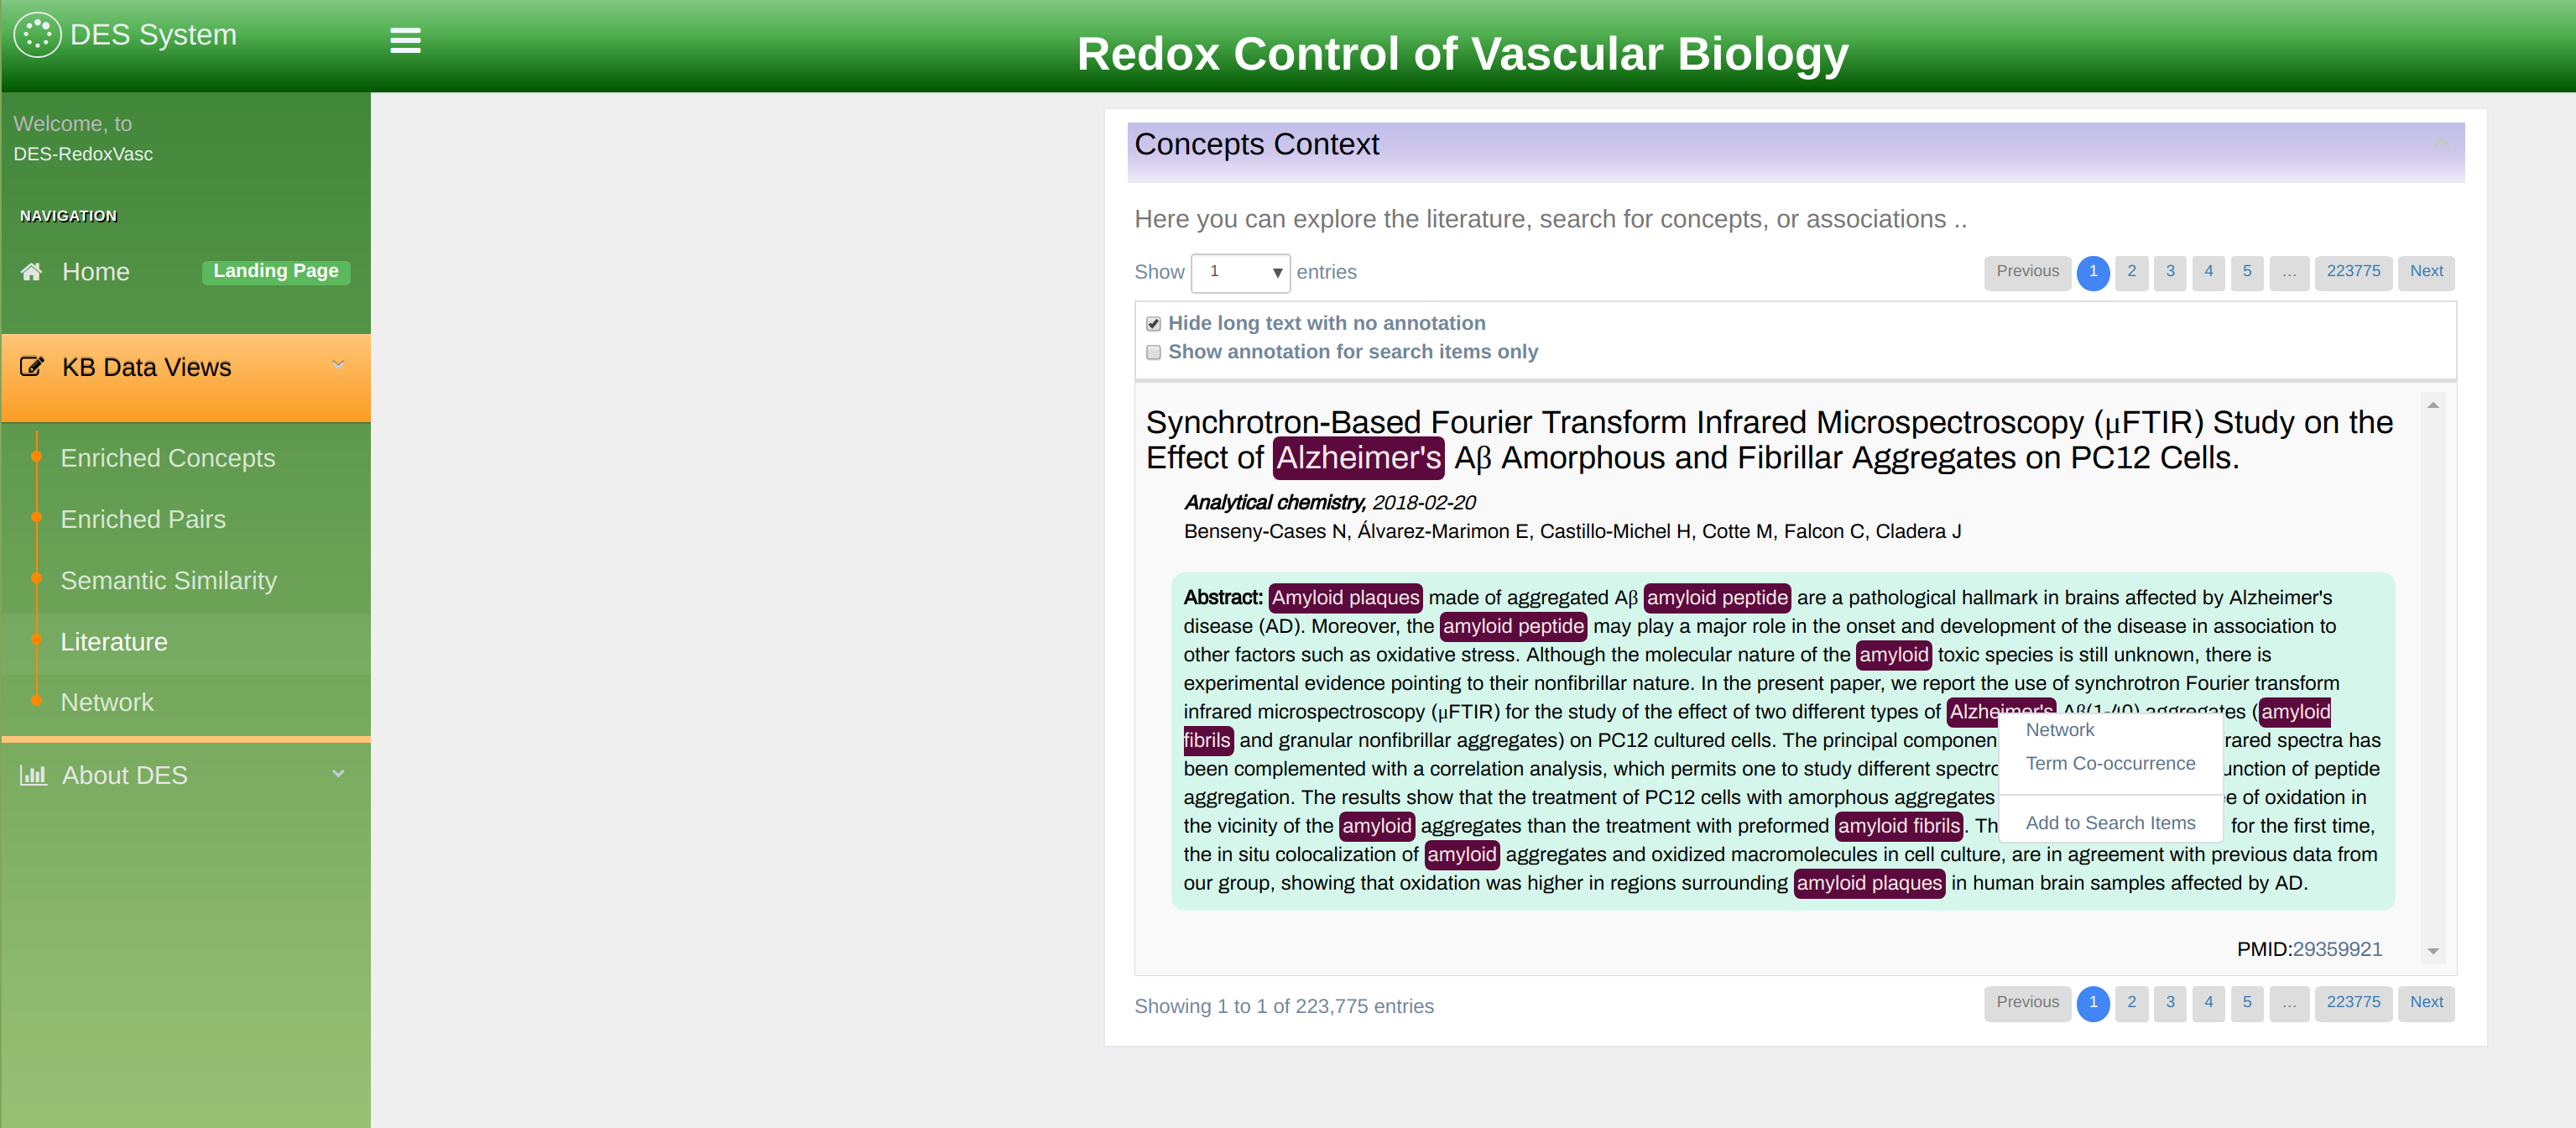 DES System
Redox Control of Vascular Biology
Welcome, to
DES-RedoxVasc
NAVIGATION
Home
Landing Page
KB Data Views
Enriched Concepts
Enriched Pairs
Semantic Similarity
Literature
Network
About DES
Concepts Context
Here you can explore the literature, search for concepts, or associations ..
Show 1 entries
Previous 1 2 3 4 5 ... 223775 Next
Hide long text with no annotation
Show annotation for search items only
Synchrotron-Based Fourier Transform Infrared Microspectroscopy (μFTIR) Study on the
Effect of Alzheimer's Aβ Amorphous and Fibrillar Aggregates on PC12 Cells.
Analytical chemistry, 2018-02-20
Benseny-Cases N, Álvarez-Marimon E, Castillo-Michel H, Cotte M, Falcon C, Cladera J
Abstract: Amyloid plaques made of aggregated Aβ amyloid peptide are a pathological hallmark in brains affected by Alzheimer's
disease (AD). Moreover, the amyloid peptide may play a major role in the onset and development of the disease in association to
other factors such as oxidative stress. Although the molecular nature of the amyloid toxic species is still unknown, there is
experimental evidence pointing to their nonfibrillar nature. In the present paper, we report the use of synchrotron Fourier transform
infrared microspectroscopy (μFTIR) for the study of the effect of two different types of Alzheimer's Aβ(1-40) aggregates (amyloid
fibrils and granular nonfibrillar aggregates) on PC12 cultured cells. The principal componen rared spectra has
been complemented with a correlation analysis, which permits one to study different spectro unction of peptide
aggregation. The results show that the treatment of PC12 cells with amorphous aggregates e of oxidation in
the vicinity of the amyloid aggregates than the treatment with preformed amyloid fibrils. Th for the first time,
the in situ colocalization of amyloid aggregates and oxidized macromolecules in cell culture, are in agreement with previous data from
our group, showing that oxidation was higher in regions surrounding amyloid plaques in human brain samples affected by AD.
Network
Term Co-occurrence
Add to Search Items
PMID:29359921
Showing 1 to 1 of 223,775 entries
Previous 1 2 3 4 5 ... 223775 Next